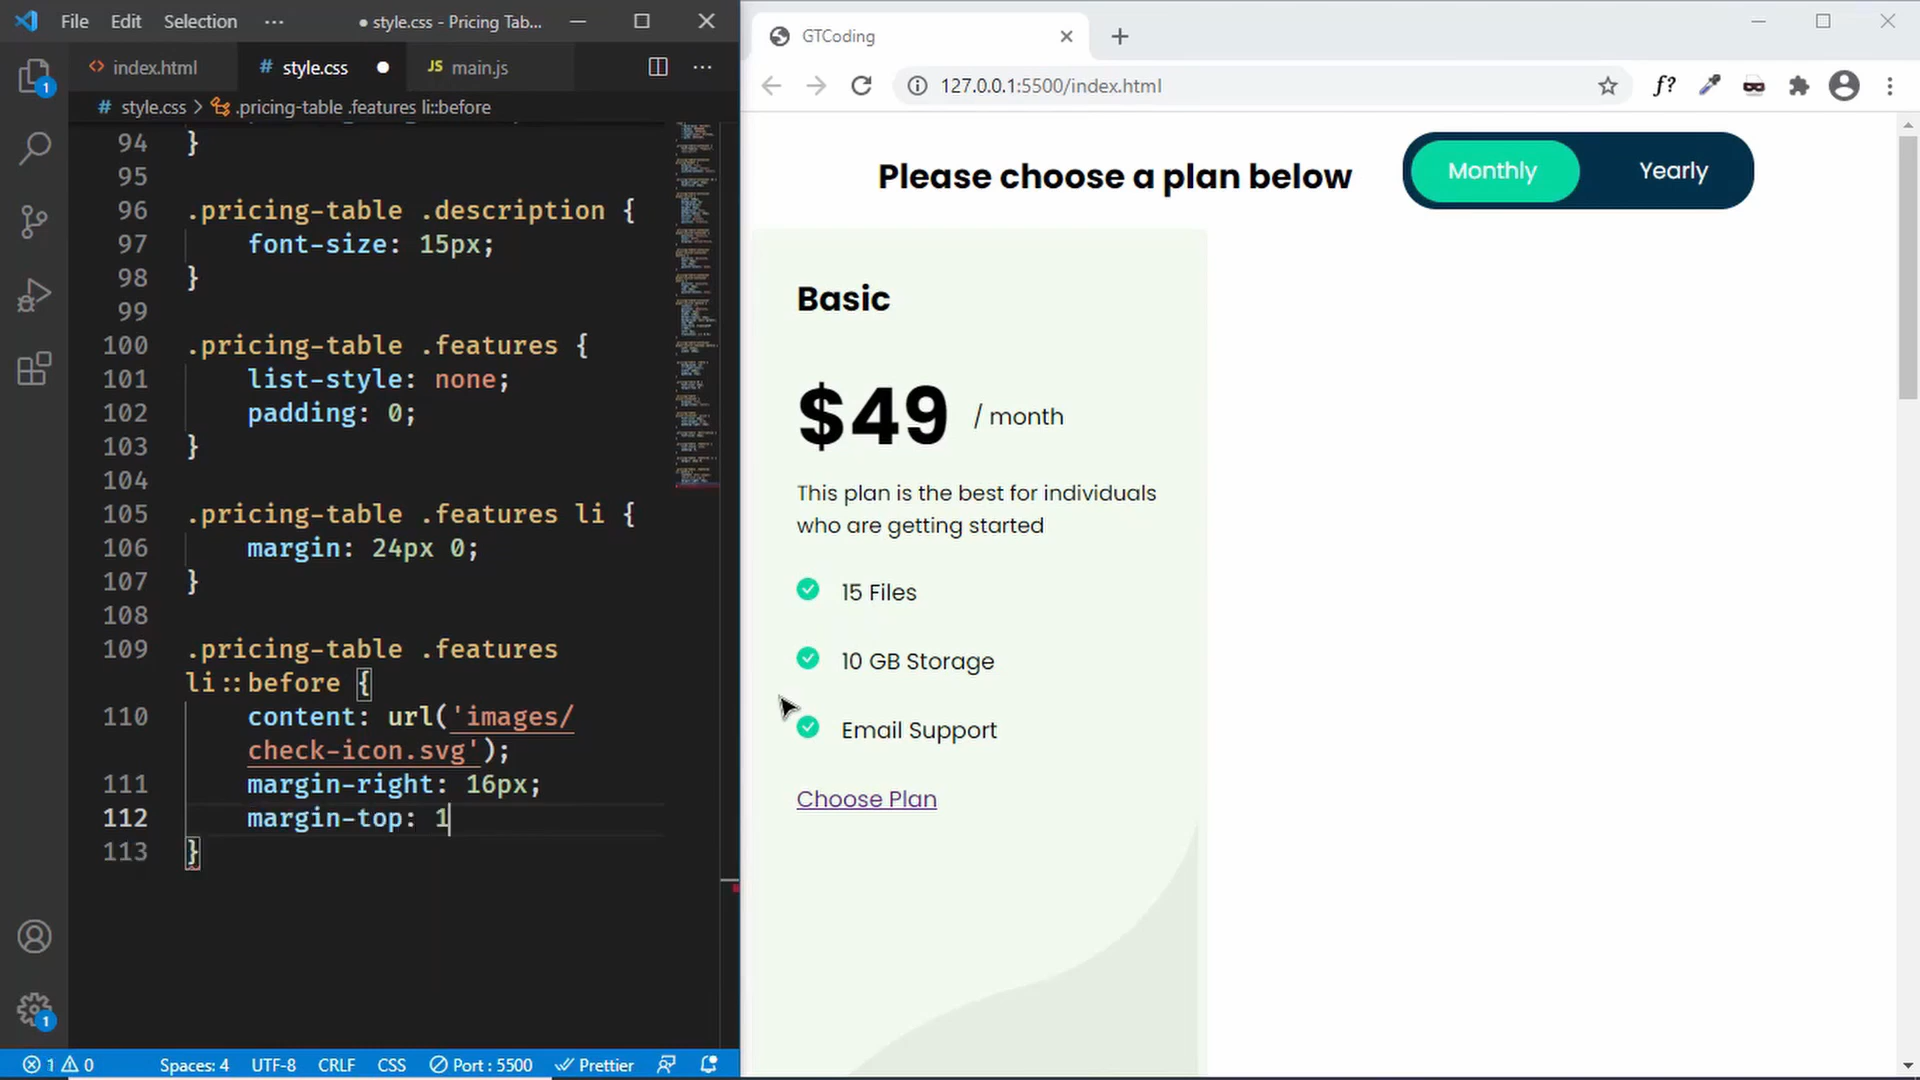 File Edit Selection ··· ● style.css - Pricing Tab...
index.html style.css main.js
style.css > .pricing-table .features li::before
94 }
95
96 .pricing-table .description {
97 font-size: 15px;
98 }
99
100 .pricing-table .features {
101 list-style: none;
102 padding: 0;
103 }
104
105 .pricing-table .features li {
106 margin: 24px 0;
107 }
108
109 .pricing-table .features
li::before {
110 content: url('images/
check-icon.svg');
111 margin-right: 16px;
112 margin-top: 1
113 }
1
1
1 0 Spaces: 4 UTF-8 CRLF CSS Port : 5500 Prettier
GTCoding
127.0.0.1:5500/index.html f?
Please choose a plan below
Monthly Yearly
Basic
$49 / month
This plan is the best for individuals
who are getting started
15 Files
10 GB Storage
Email Support
Choose Plan